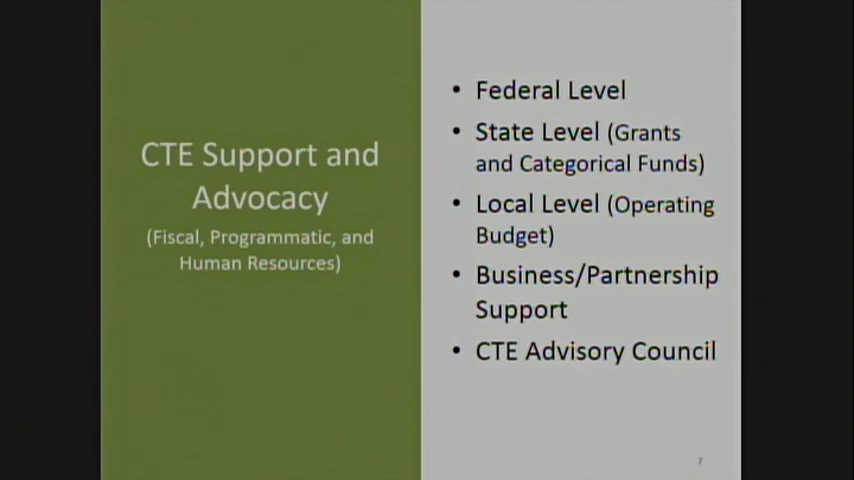 CTE Support and
Advocacy
(Fiscal, Programmatic, and
Human Resources)
• Federal Level
• State Level (Grants
and Categorical Funds)
• Local Level (Operating
Budget)
• Business/Partnership
Support
• CTE Advisory Council
7